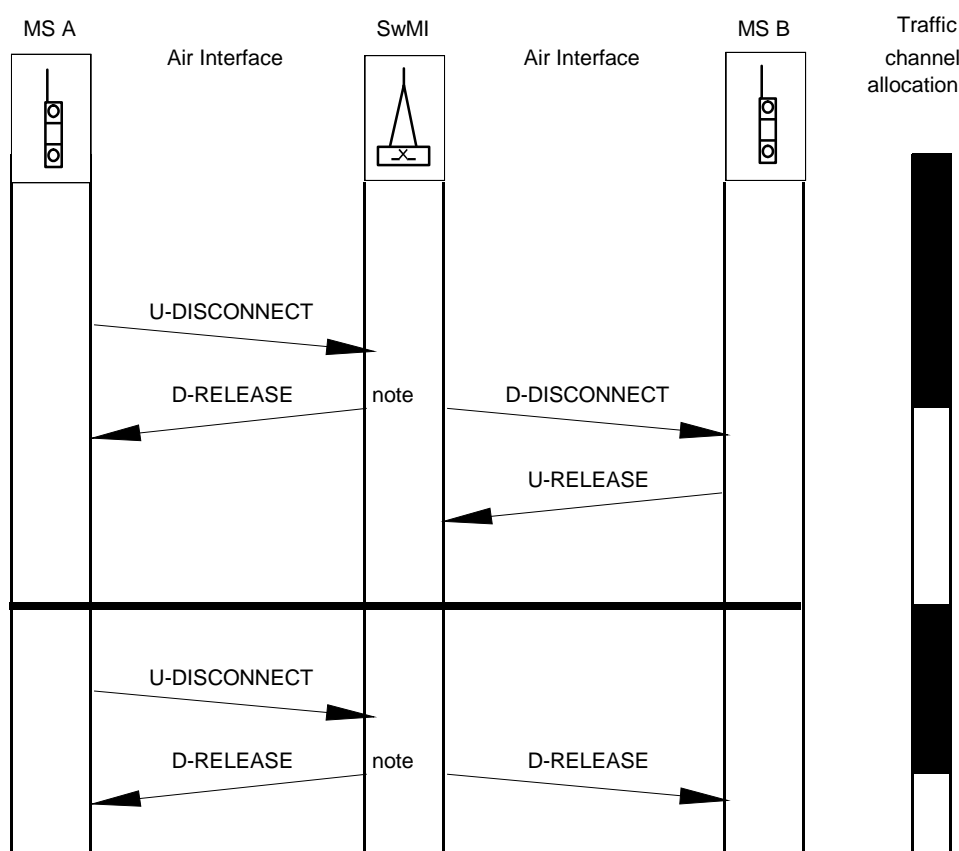 MS A
SwMI
MS B
Traffic
channel
allocation
Air Interface
Air Interface
U-DISCONNECT
D-RELEASE
note
D-DISCONNECT
U-RELEASE
U-DISCONNECT
D-RELEASE
note
D-RELEASE